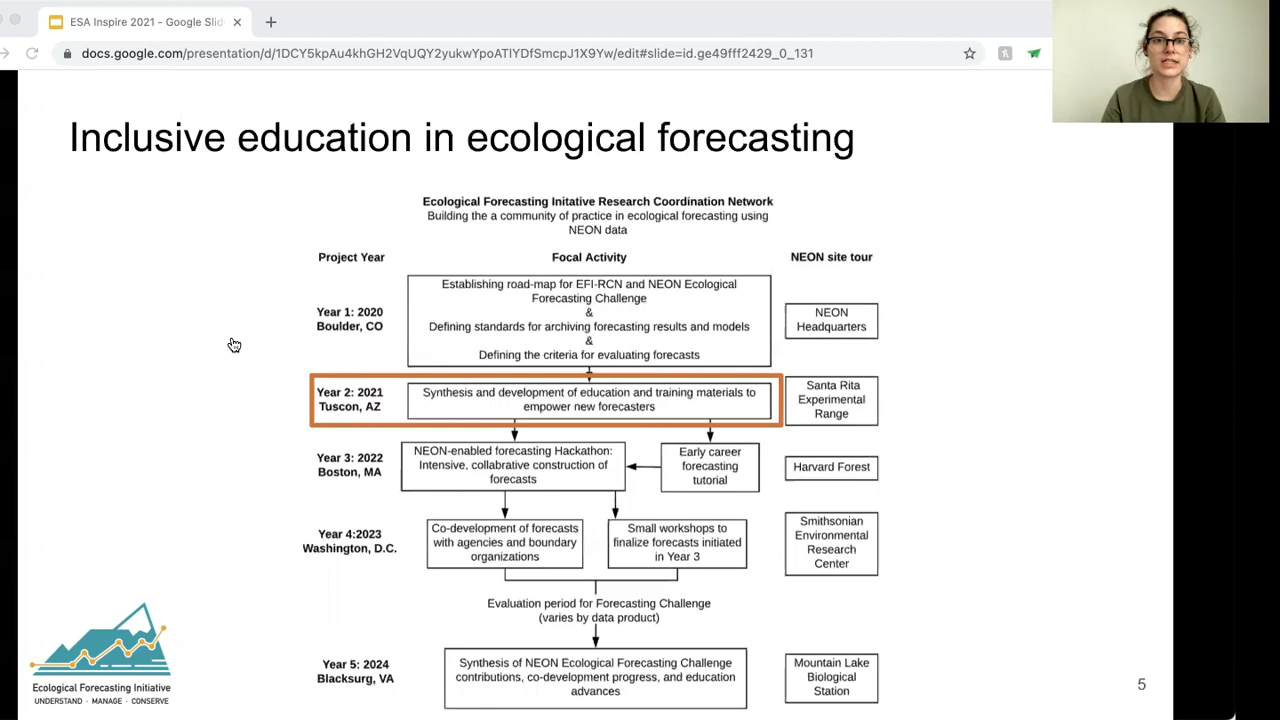 ESA Inspire 2021 - Google Slid
docs.google.com/presentation/d/1DCY5kpAu4khGH2VqUQY2yukwYoATlYDfSmcpJ1X9Yw/edit#slide=id.ge49fff2429_0_131
Inclusive education in ecological forecasting
Ecological Forecasting Initative Research Coordination Network
Building the a community of practice in ecological forecasting using
NEON data
Project Year
Focal Activity
NEON site tour
Year 1: 2020
Boulder, CO
Establishing road-map for EFI-RCN and NEON Ecological
Forecasting Challenge
&
Defining standards for archiving forecasting results and models
&
Defining the criteria for evaluating forecasts
NEON
Headquarters
Year 2: 2021
Tuscon, AZ
Synthesis and development of education and training materials to
empower new forecasters
Santa Rita
Experimental
Range
Year 3: 2022
Boston, MA
NEON-enabled forecasting Hackathon:
Intensive, collabrative construction of
forecasts
Early career
forecasting
tutorial
Harvard Forest
Year 4:2023
Washington, D.C.
Co-development of forecasts
with agencies and boundary
organizations
Small workshops to
finalize forecasts initiated
in Year 3
Smithsonian
Environmental
Research
Center
Evaluation period for Forecasting Challenge
(varies by data product)
Year 5: 2024
Blacksurg, VA
Synthesis of NEON Ecological Forecasting Challenge
contributions, co-development progress, and education
advances
Mountain Lake
Biological
Station
Ecological Forecasting Initiative
UNDERSTAND · MANAGE · CONSERVE
5